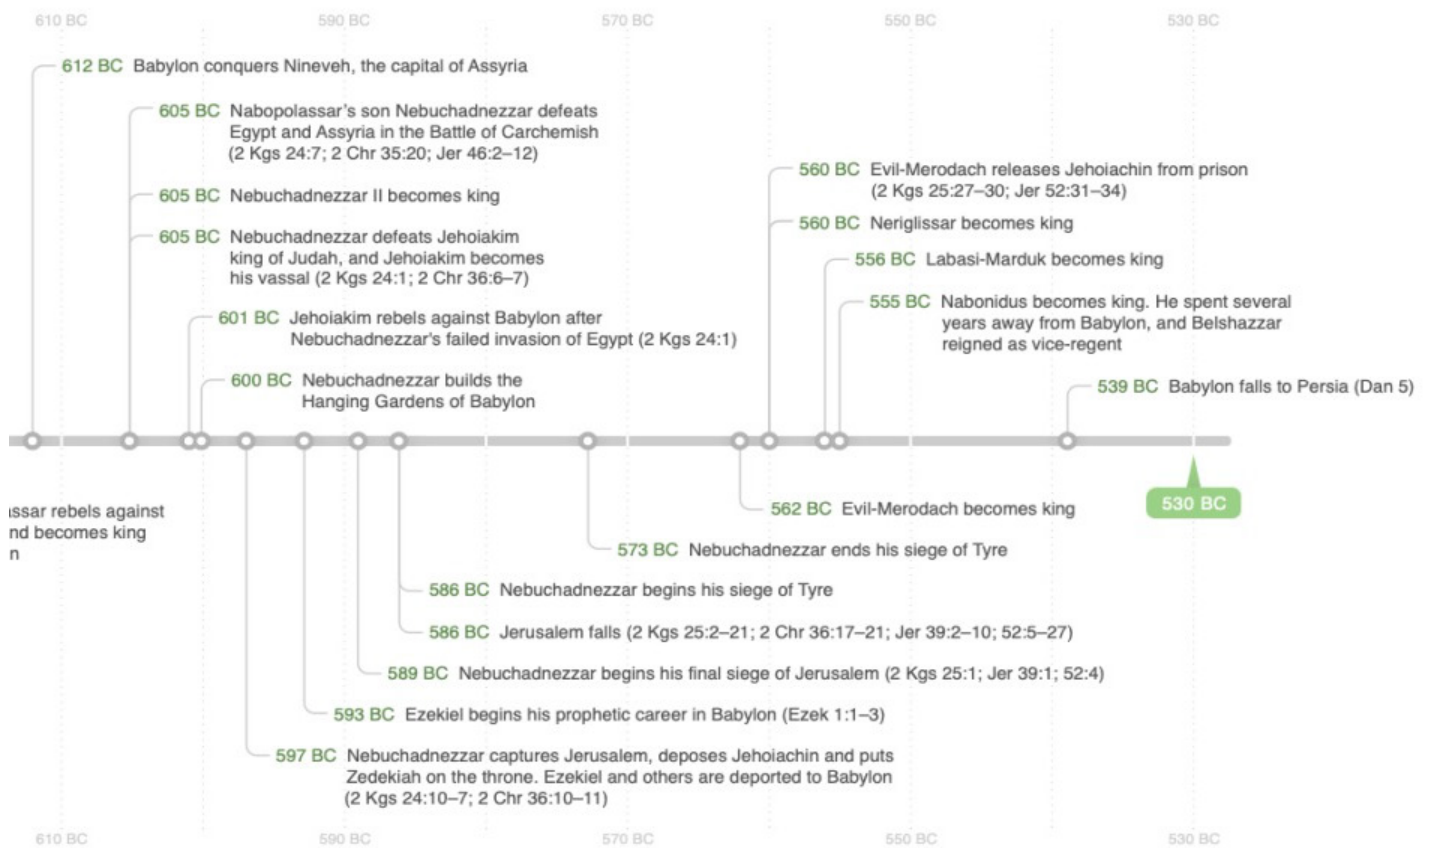 610 BC 590 BC 570 BC 550 BC 530 BC
612 BC Babylon conquers Nineveh, the capital of Assyria
605 BC Nabopolassar’s son Nebuchadnezzar defeats
Egypt and Assyria in the Battle of Carchemish
(2 Kgs 24:7; 2 Chr 35:20; Jer 46:2–12)
605 BC Nebuchadnezzar II becomes king
605 BC Nebuchadnezzar defeats Jehoiakim
king of Judah, and Jehoiakim becomes
his vassal (2 Kgs 24:1; 2 Chr 36:6–7)
601 BC Jehoiakim rebels against Babylon after
Nebuchadnezzar's failed invasion of Egypt (2 Kgs 24:1)
600 BC Nebuchadnezzar builds the
Hanging Gardens of Babylon
560 BC Evil-Merodach releases Jehoiachin from prison
(2 Kgs 25:27–30; Jer 52:31–34)
560 BC Neriglissar becomes king
556 BC Labasi-Marduk becomes king
555 BC Nabonidus becomes king. He spent several
years away from Babylon, and Belshazzar
reigned as vice-regent
539 BC Babylon falls to Persia (Dan 5)
530 BC
ssar rebels against
nd becomes king
n
562 BC Evil-Merodach becomes king
573 BC Nebuchadnezzar ends his siege of Tyre
586 BC Nebuchadnezzar begins his siege of Tyre
586 BC Jerusalem falls (2 Kgs 25:2–21; 2 Chr 36:17–21; Jer 39:2–10; 52:5–27)
589 BC Nebuchadnezzar begins his final siege of Jerusalem (2 Kgs 25:1; Jer 39:1; 52:4)
593 BC Ezekiel begins his prophetic career in Babylon (Ezek 1:1–3)
597 BC Nebuchadnezzar captures Jerusalem, deposes Jehoiachin and puts
Zedekiah on the throne. Ezekiel and others are deported to Babylon
(2 Kgs 24:10–7; 2 Chr 36:10–11)
610 BC 590 BC 570 BC 550 BC 530 BC